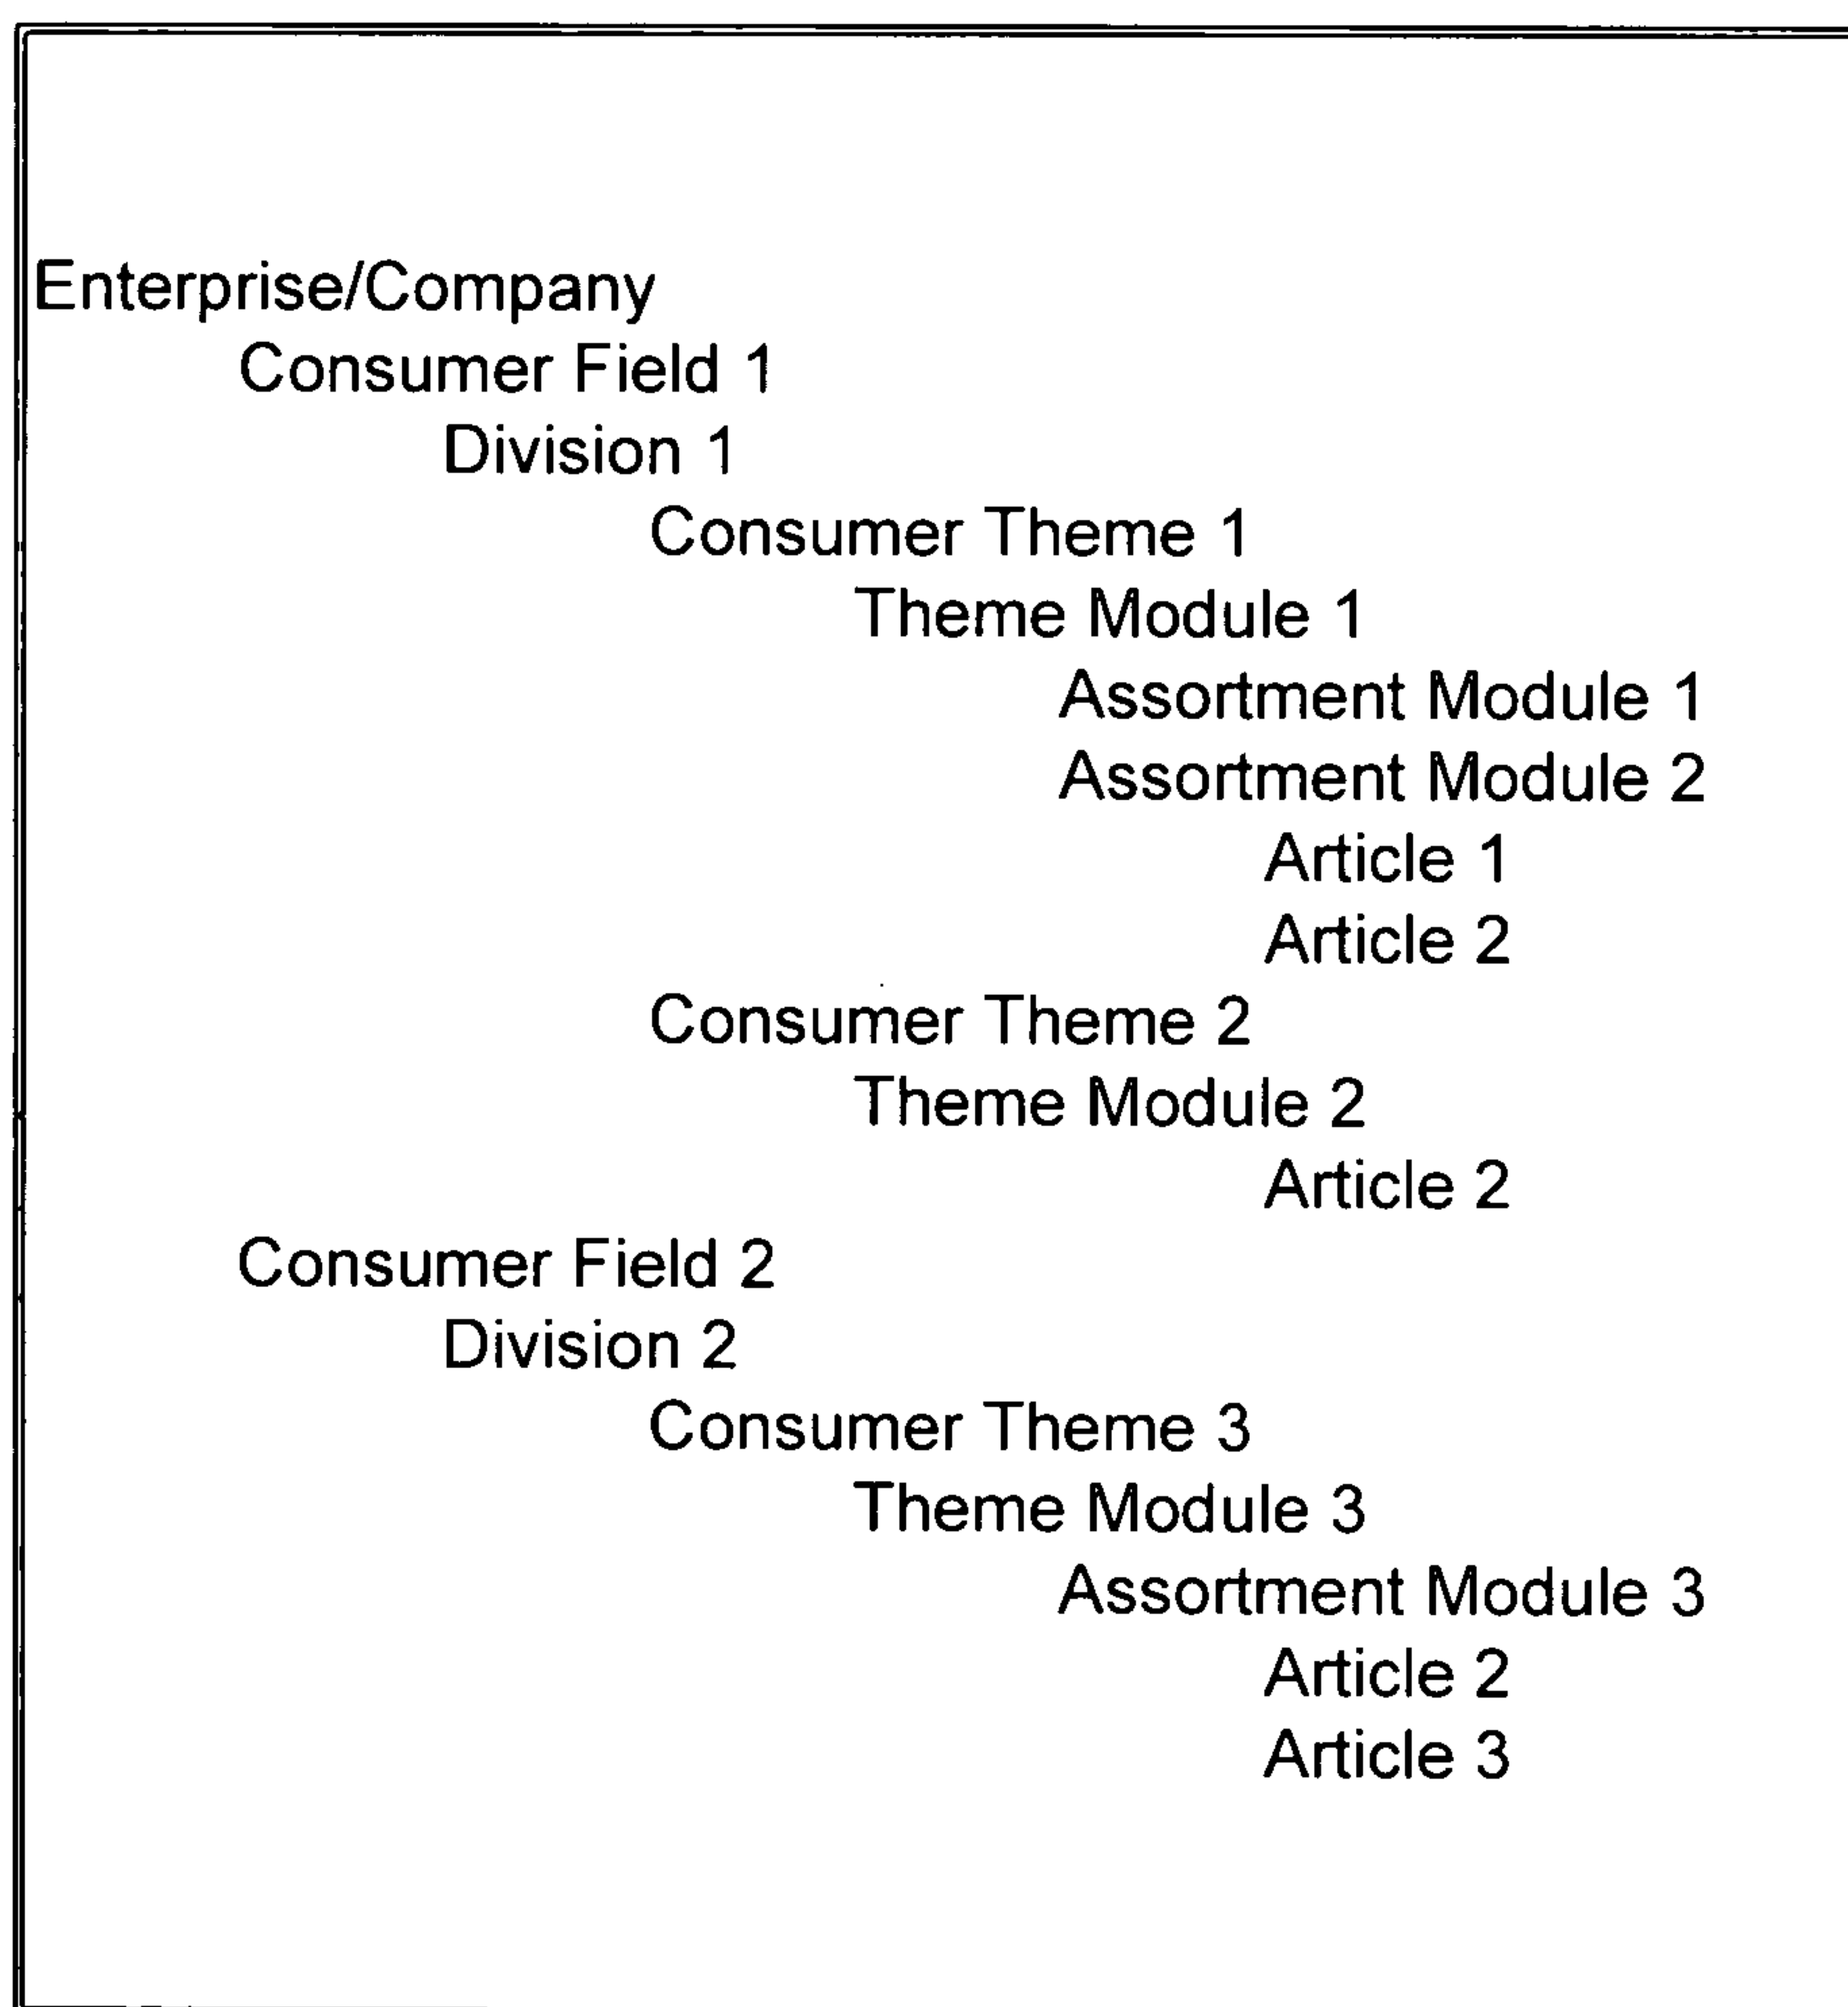 Enterprise/Company
Consumer Field 1
Division 1
Consumer Theme 1
Theme Module 1
Assortment Module 1
Assortment Module 2
Article 1
Article 2
Consumer Theme 2
Theme Module 2
Article 2
Consumer Field 2
Division 2
Consumer Theme 3
Theme Module 3
Assortment Module 3
Article 2
Article 3